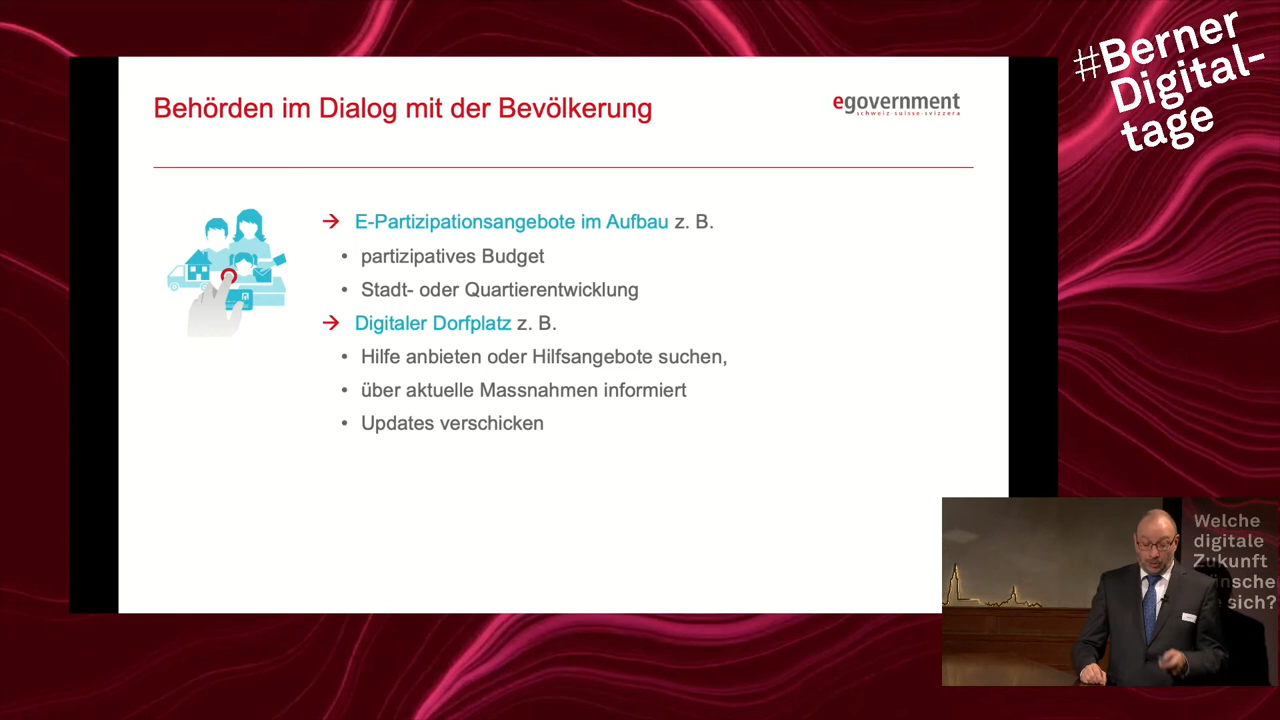 #Berner
Digital-
tage
Behörden im Dialog mit der Bevölkerung
egovernment
schweiz·suisse·svizzera
→ E-Partizipationsangebote im Aufbau z. B.
• partizipatives Budget
• Stadt- oder Quartierentwicklung
→ Digitaler Dorfplatz z. B.
• Hilfe anbieten oder Hilfsangebote suchen,
• über aktuelle Massnahmen informiert
• Updates verschicken
Welche
digitale
Zukunft
sich?